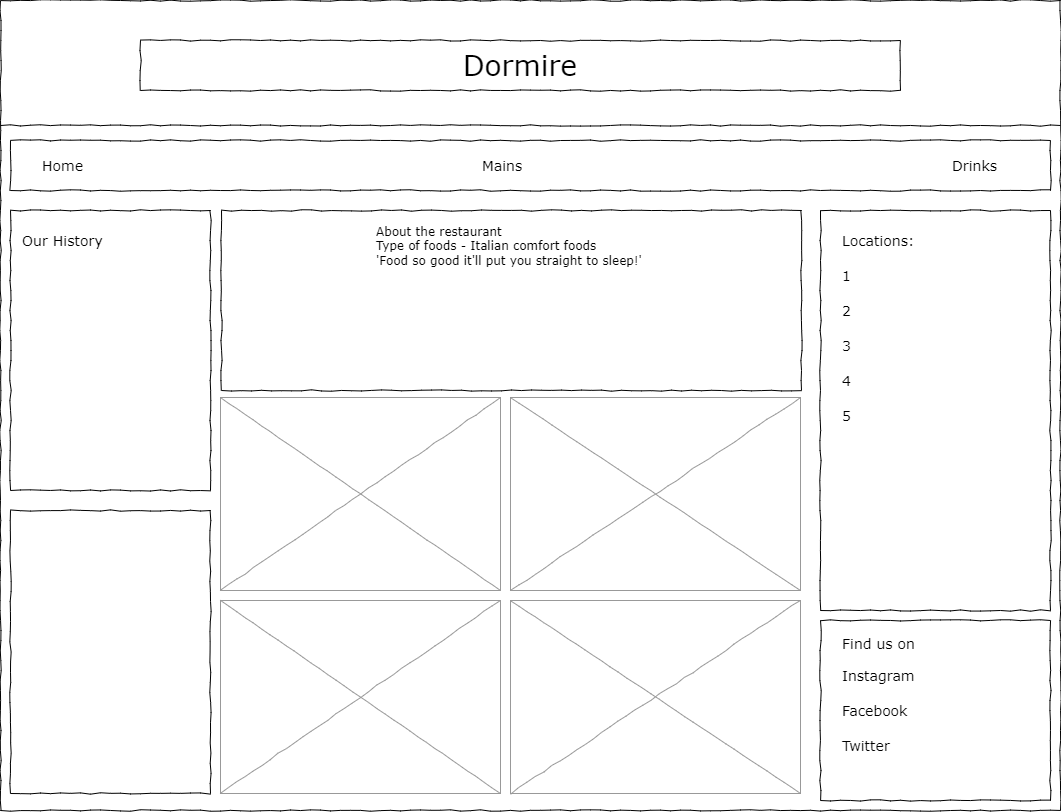 Dormire
Home
Mains
Drinks
Our History
About the restaurant
Type of foods - Italian comfort foods
'Food so good it'll put you straight to sleep!'
Locations:
1
2
3
4
5
Find us on
Instagram
Facebook
Twitter